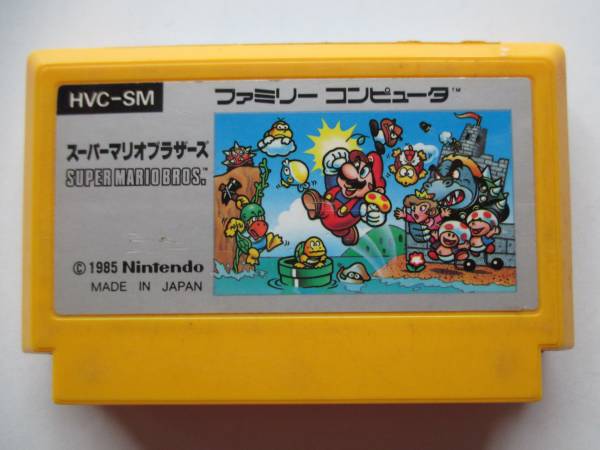 HVC-SM
ファミリー コンピュータ™
スーパーマリオブラザーズ
SUPER MARIO BROS.™
© 1985 Nintendo
MADE IN JAPAN